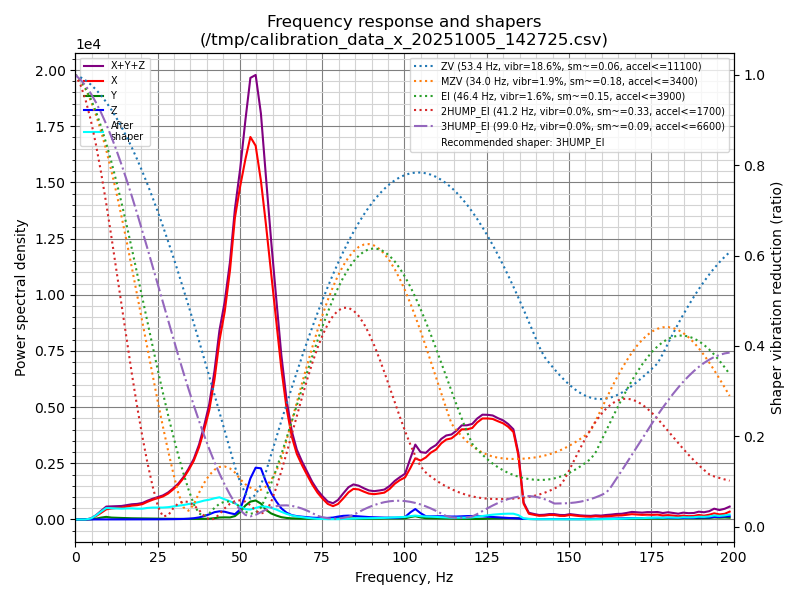 Frequency response and shapers
(/tmp/calibration_data_x_20251005_142725.csv)
1e4
X+Y+Z
X
Y
Z
After
shaper
ZV (53.4 Hz, vibr=18.6%, sm~=0.06, accel<=11100)
MZV (34.0 Hz, vibr=1.9%, sm~=0.18, accel<=3400)
EI (46.4 Hz, vibr=1.6%, sm~=0.15, accel<=3900)
2HUMP_EI (41.2 Hz, vibr=0.0%, sm~=0.33, accel<=1700)
3HUMP_EI (99.0 Hz, vibr=0.0%, sm~=0.09, accel<=6600)
Recommended shaper: 3HUMP_EI
2.00
1.75
1.50
1.25
1.00
0.75
0.50
0.25
0.00
Power spectral density
1.0
0.8
0.6
0.4
0.2
0.0
Shaper vibration reduction (ratio)
0 25 50 75 100 125 150 175 200
Frequency, Hz